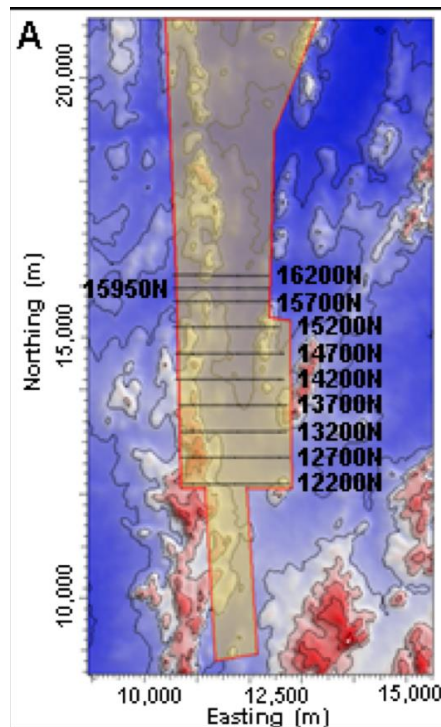 A
20,000
16200N
15950N
15700N
15,000
15200N
14700N
14200N
13700N
13200N
12700N
12200N
10,000
Northing (m)
10,000 12,500 15,000
Easting (m)